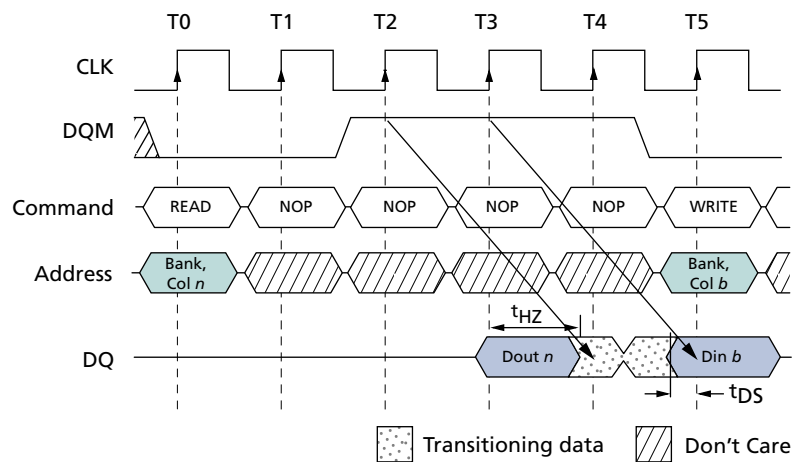 T0 T1 T2 T3 T4 T5
CLK
DQM
Command READ NOP NOP NOP NOP WRITE
Address Bank, Col n Bank, Col b
tHZ
DQ Dout n Din b
tDS
Transitioning data Don't Care